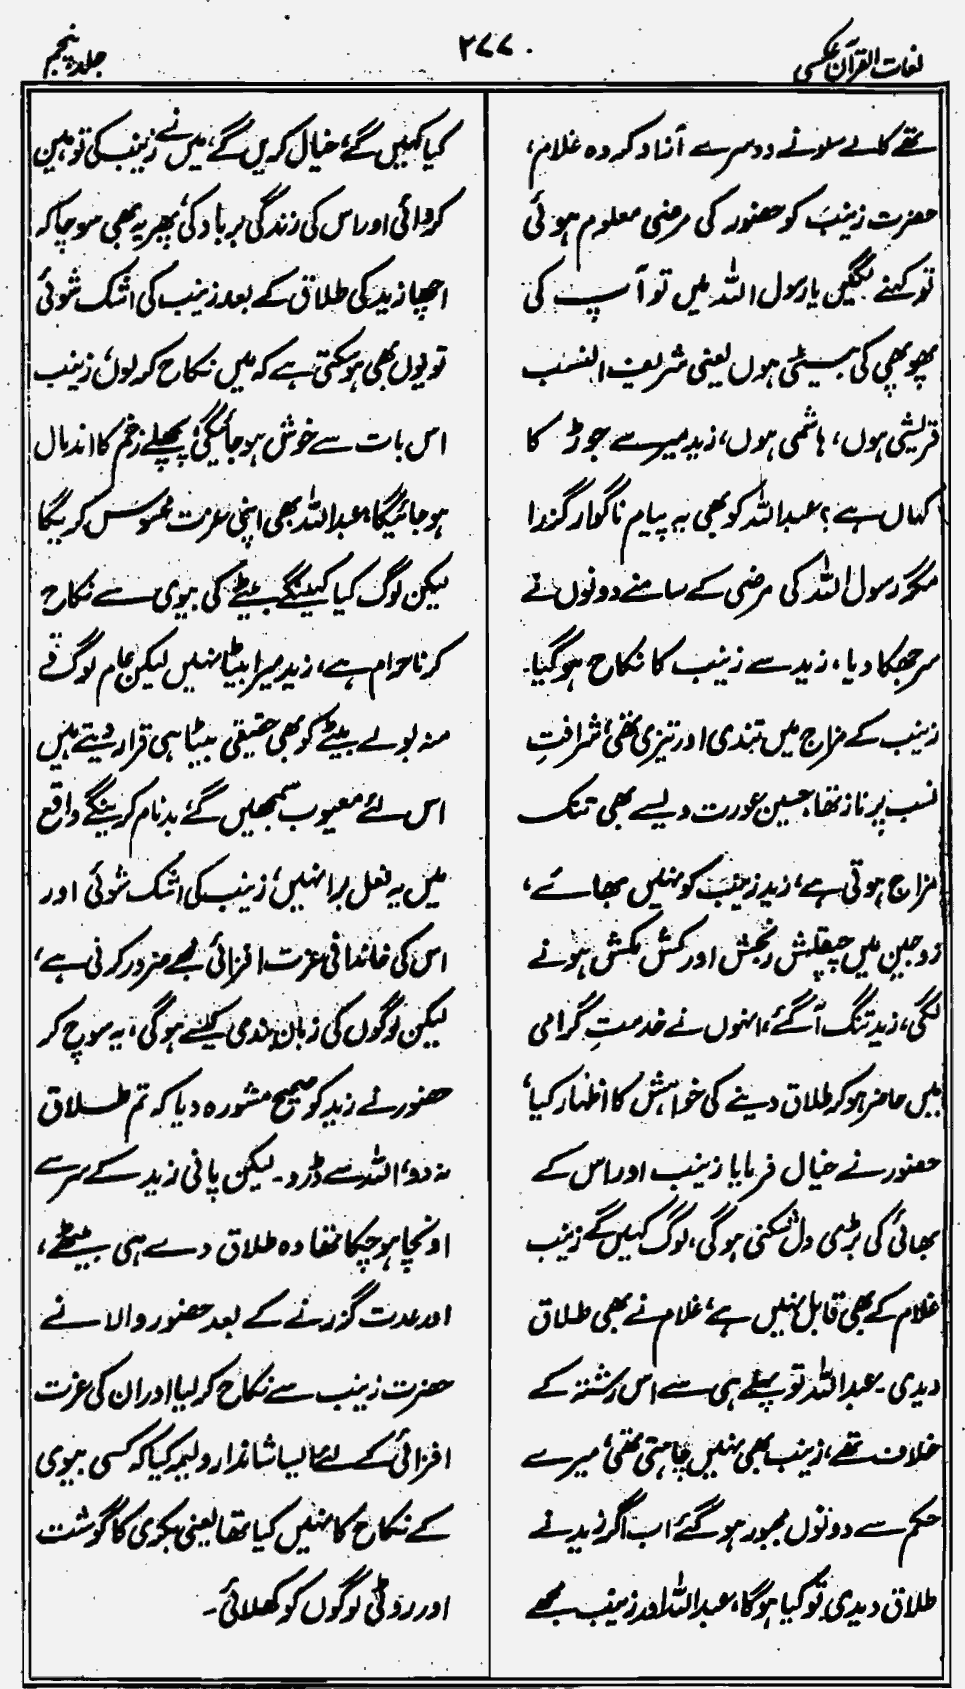 لغات القرآن عکسی
۲۷۷
جلد پنجم
تھے کالے سلونے دوسرے آزاد کردہ غلام،
حضرت زینب کو حضور کی مرضی معلوم ہوئی
تو کہنے لگیں یا رسول اللہ میں تو آپ کی
پھوپھی کی بیٹی ہوں یعنی شریف النسب
قریشی ہوں، ہاشمی ہوں، زید میرے جوڑ کا
کہاں ہے؟ عبداللہ کو بھی یہ پیام ناگوار گزرا
مگر رسول اللہ کی مرضی کے سامنے دونوں نے
سر جھکا دیا، زید سے زینب کا نکاح ہو گیا۔
زینب کے مزاج میں تندی اور تیزی تھی، شرافتِ
نسب پر ناز تھا، حسین عورت ویسے بھی تنک
مزاج ہوتی ہے، زید زینب کو نہیں بھائے،
زوجین میں چپقلش رنجش اور کش مکش ہونے
لگی، زید تنگ آ گئے، انہوں نے خدمتِ گرامی
میں حاضر ہو کر طلاق دینے کی خواہش کا اظہار کیا،
حضور نے خیال فرمایا زینب اور اس کے
بھائی کی بڑی دل شکنی ہوگی، لوگ کہیں گے زینب
غلام کے بھی قابل نہیں ہے، غلام نے بھی طلاق
دیدی۔ عبداللہ تو پہلے ہی سے اس رشتہ کے
خلاف تھے، زینب بھی نہیں چاہتی تھی، میرے
حکم سے دونوں مجبور ہو گئے اب اگر زید نے
طلاق دیدی تو کیا ہوگا، عبداللہ اور زینب مجھے
کیا کہیں گے، خیال کریں گے، میں نے زینب کی توہین
کروائی اور اس کی زندگی برباد کی، پھر یہ بھی سوچا کہ
اچھا زید کی طلاق کے بعد زینب کی اشک شوئی
تو یوں بھی ہو سکتی ہے کہ میں نکاح کر لوں، زینب
اس بات سے خوش ہو جائیگی، پچھلے زخم کا اندمال
ہو جائیگا، عبداللہ بھی اپنی عزت محسوس کریگا
لیکن لوگ کیا کہینگے بیٹے کی بیوی سے نکاح
کرنا حرام ہے، زید میرا بیٹا نہیں لیکن عام لوگ تو
منہ بولے بیٹے کو بھی حقیقی بیٹا ہی قرار دیتے ہیں
اس لئے معیوب سمجھیں گے، بدنام کرینگے واقع
میں یہ فعل برا نہیں، زینب کی اشک شوئی اور
اس کی خاندانی عزت افزائی مجھے ضرور کرنی ہے،
لیکن لوگوں کی زبان بندی کیسے ہوگی، یہ سوچ کر
حضور نے زید کو صحیح مشورہ دیا کہ تم طلاق
نہ دو، اللہ سے ڈرو۔ لیکن پانی زید کے سر سے
اونچا ہو چکا تھا وہ طلاق دے ہی بیٹھے،
اور عدت گزرنے کے بعد حضور والا نے
حضرت زینب سے نکاح کر لیا اور ان کی عزت
افزائی کے لئے ایسا شاندار ولیمہ کیا کہ کسی بیوی
کے نکاح کا نہیں کیا تھا یعنی بکری کا گوشت
اور روٹی لوگوں کو کھلائی۔